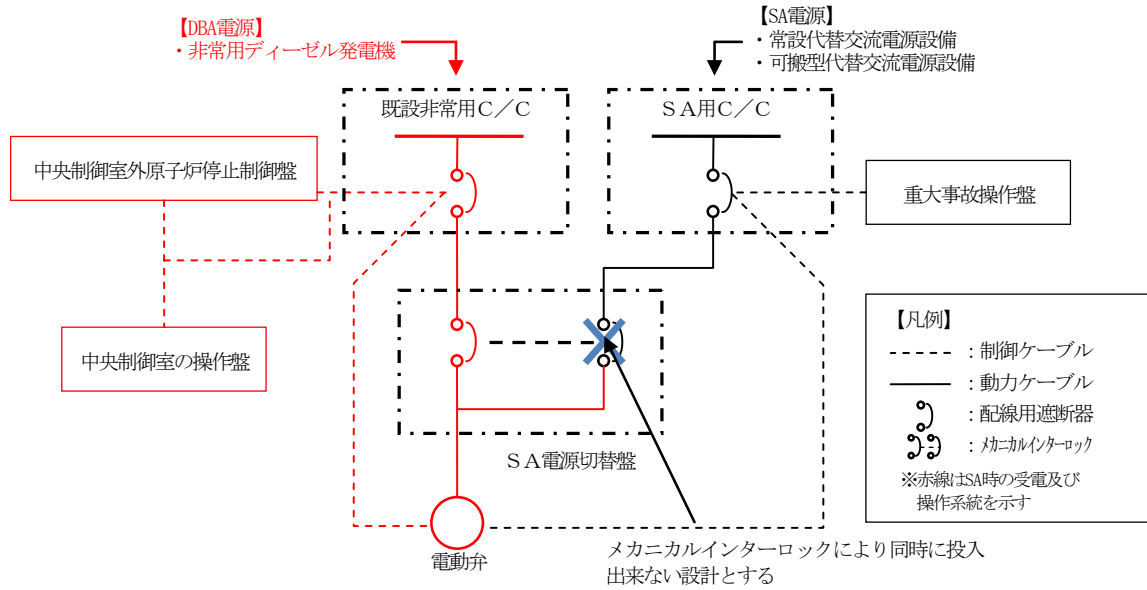 【DBA電源】
・非常用ディーゼル発電機
【SA電源】
・常設代替交流電源設備
・可搬型代替交流電源設備
既設非常用C/C
SA用C/C
中央制御室外原子炉停止制御盤
重大事故操作盤
中央制御室の操作盤
SA電源切替盤
電動弁
メカニカルインターロックにより同時に投入
出来ない設計とする
【凡例】
:制御ケーブル
:動力ケーブル
:配線用遮断器
:メカニカルインターロック
※赤線はSA時の受電及び
操作系統を示す